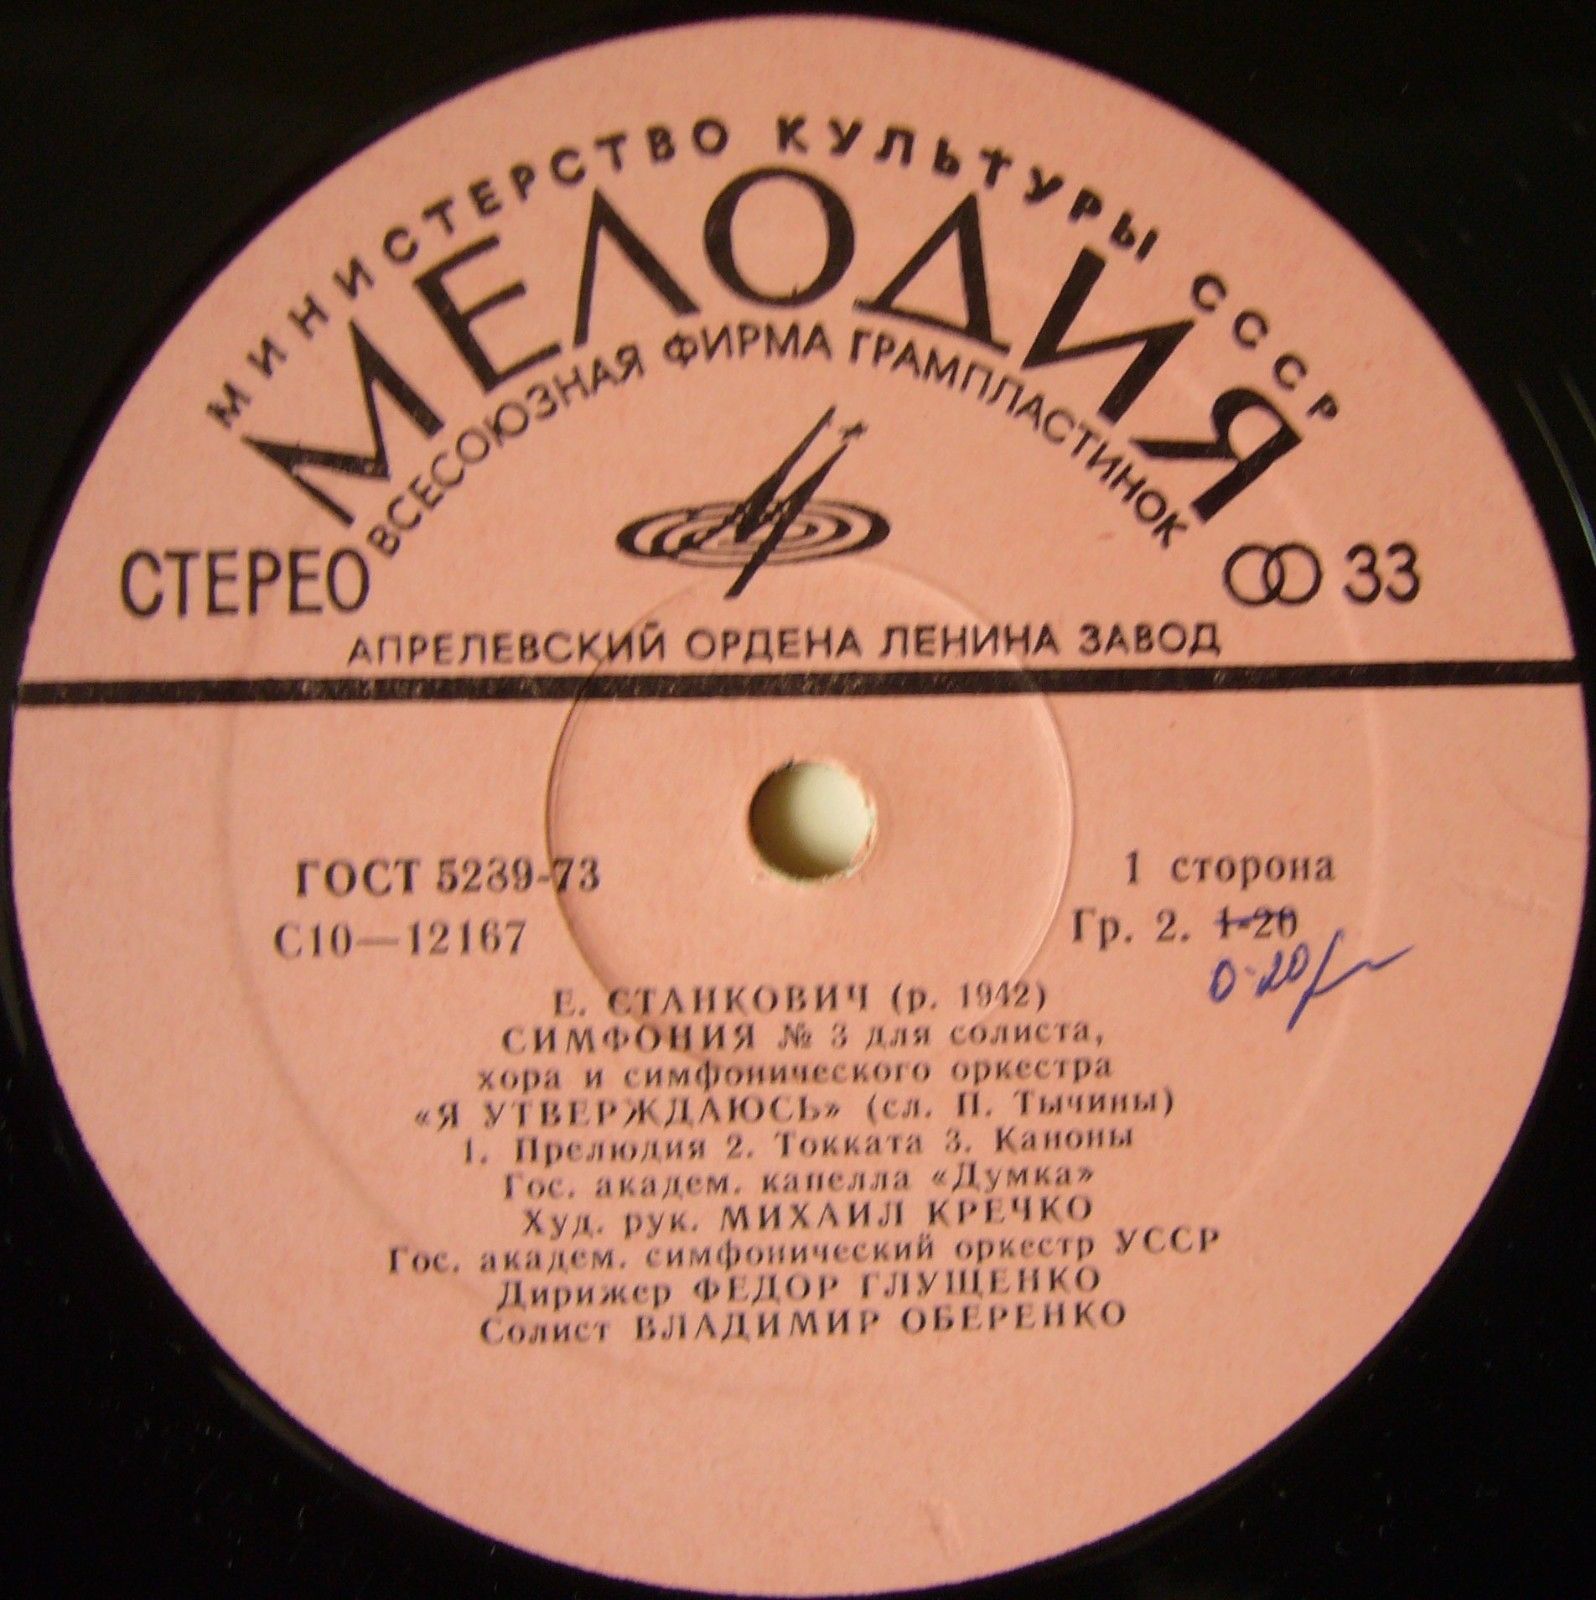 МИНИСТЕРСТВО КУЛЬТУРЫ СССР
МЕЛОДИЯ
ВСЕСОЮЗНАЯ ФИРМА ГРАМПЛАСТИНОК
СТЕРЕО
33
АПРЕЛЕВСКИЙ ОРДЕНА ЛЕНИНА ЗАВОД
ГОСТ 5289-73
1 сторона
С10—12167
Гр. 2. 1-20
0-20
Е. СТАНКОВИЧ (р. 1942)
СИМФОНИЯ № 3 для солиста,
хора и симфонического оркестра
«Я УТВЕРЖДАЮСЬ» (сл. П. Тычины)
1. Прелюдия 2. Токката 3. Каноны
Гос. академ. капелла «Думка»
Худ. рук. МИХАИЛ КРЕЧКО
Гос. академ. симфонический оркестр УССР
Дирижер ФЕДОР ГЛУЩЕНКО
Солист ВЛАДИМИР ОБЕРЕНКО